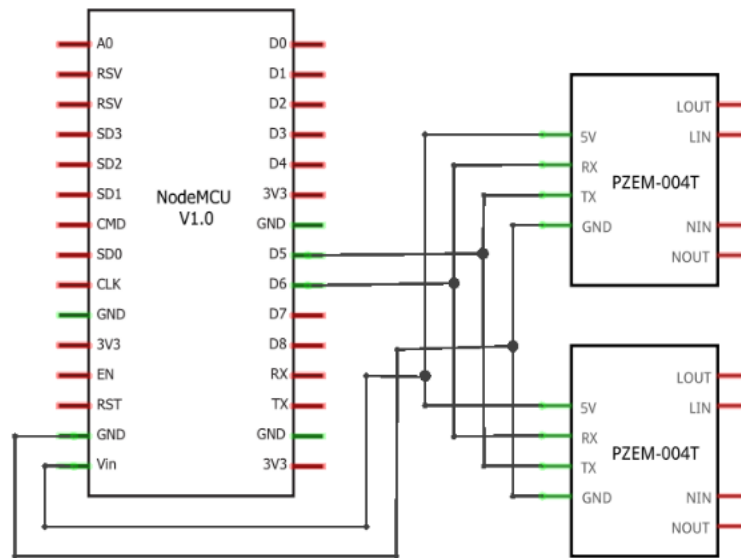 A0
RSV
RSV
SD3
SD2
SD1
CMD
SD0
CLK
GND
3V3
EN
RST
GND
Vin
NodeMCU
V1.0
D0
D1
D2
D3
D4
3V3
GND
D5
D6
D7
D8
RX
TX
GND
3V3
5V
RX
TX
GND
PZEM-004T
LOUT
LIN
NIN
NOUT
5V
RX
TX
GND
PZEM-004T
LOUT
LIN
NIN
NOUT